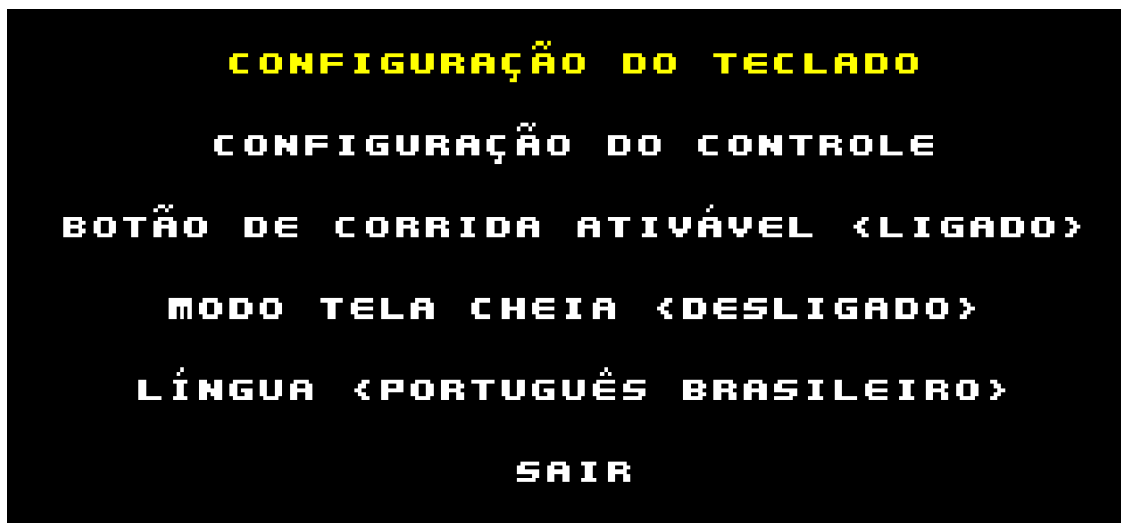 CONFIGURAÇÃO DO TECLADO
CONFIGURAÇÃO DO CONTROLE
BOTÃO DE CORRIDA ATIVÁVEL <LIGADO>
MODO TELA CHEIA <DESLIGADO>
LÍNGUA <PORTUGUÊS BRASILEIRO>
SAIR